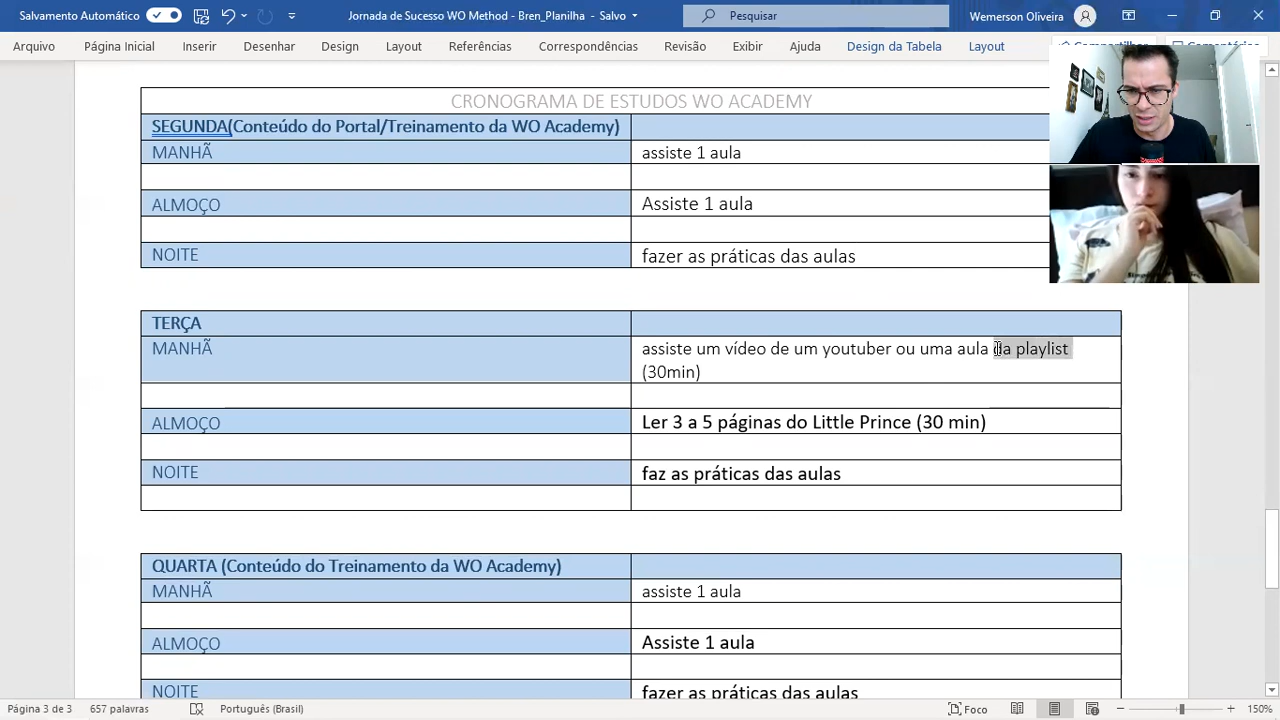 Salvamento Automático
Jornada de Sucesso WO Method - Bren_Planilha - Salvo
Pesquisar
Wemerson Oliveira
Arquivo Página Inicial Inserir Desenhar Design Layout Referências Correspondências Revisão Exibir Ajuda Design da Tabela Layout
CRONOGRAMA DE ESTUDOS WO ACADEMY
SEGUNDA(Conteúdo do Portal/Treinamento da WO Academy)
MANHÃ assiste 1 aula
ALMOÇO Assiste 1 aula
NOITE fazer as práticas das aulas
TERÇA
MANHÃ assiste um vídeo de um youtuber ou uma aula da playlist
(30min)
ALMOÇO Ler 3 a 5 páginas do Little Prince (30 min)
NOITE faz as práticas das aulas
QUARTA (Conteúdo do Treinamento da WO Academy)
MANHÃ assiste 1 aula
ALMOÇO Assiste 1 aula
NOITE fazer as práticas das aulas
Página 3 de 3 657 palavras Português (Brasil) Foco 150%